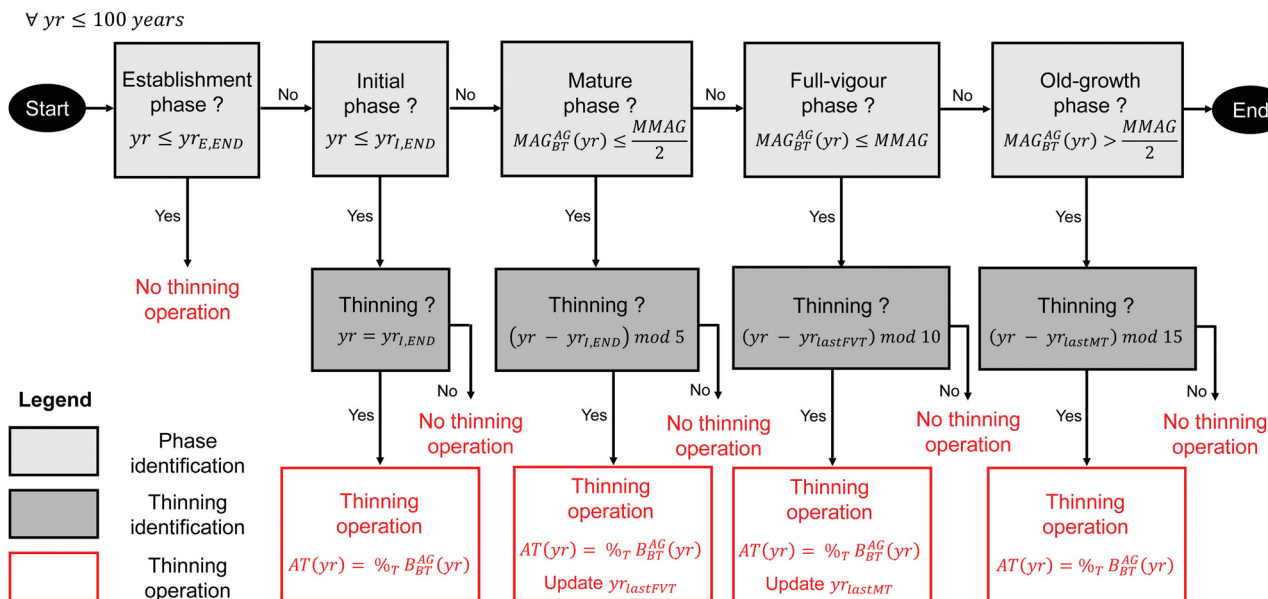 ∀ yr ≤ 100 years
Start
Establishment
phase ?
yr ≤ yr_{E,END}
No
Initial
phase ?
yr ≤ yr_{I,END}
No
Mature
phase ?
MAG_{BT}^{AG}(yr) ≤ MMAG/2
No
Full-vigour
phase ?
MAG_{BT}^{AG}(yr) ≤ MMAG
No
Old-growth
phase ?
MAG_{BT}^{AG}(yr) > MMAG/2
End
Yes
Yes
Yes
Yes
Yes
No thinning
operation
Thinning ?
yr = yr_{I,END}
Thinning ?
(yr − yr_{I,END}) mod 5
Thinning ?
(yr − yr_{lastFVT}) mod 10
Thinning ?
(yr − yr_{lastMT}) mod 15
No
No
No
No
Yes
Yes
Yes
Yes
No thinning
operation
No thinning
operation
No thinning
operation
No thinning
operation
Legend
Phase
identification
Thinning
identification
Thinning
operation
Thinning
operation
AT(yr) = %_T B_{BT}^{AG}(yr)
Thinning
operation
AT(yr) = %_T B_{BT}^{AG}(yr)
Update yr_{lastFVT}
Thinning
operation
AT(yr) = %_T B_{BT}^{AG}(yr)
Update yr_{lastMT}
Thinning
operation
AT(yr) = %_T B_{BT}^{AG}(yr)